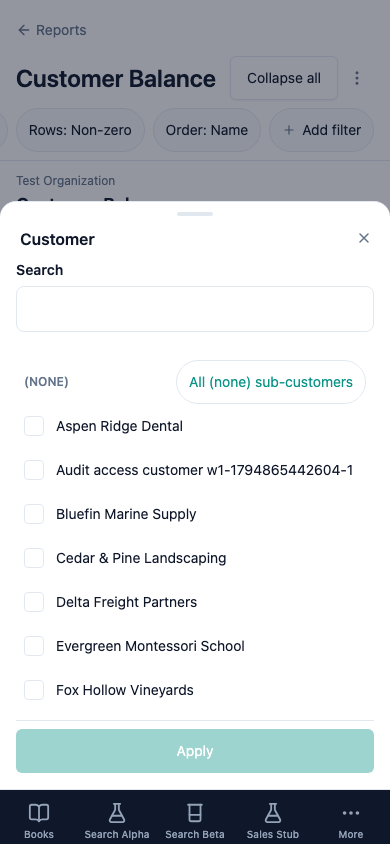 Reports
Customer Balance
Collapse all
Rows: Non-zero
Order: Name
Add filter
Test Organization
Customer
Search
(NONE)
All (none) sub-customers
Aspen Ridge Dental
Audit access customer w1-1794865442604-1
Bluefin Marine Supply
Cedar & Pine Landscaping
Delta Freight Partners
Evergreen Montessori School
Fox Hollow Vineyards
Apply
Books
Search Alpha
Search Beta
Sales Stub
More